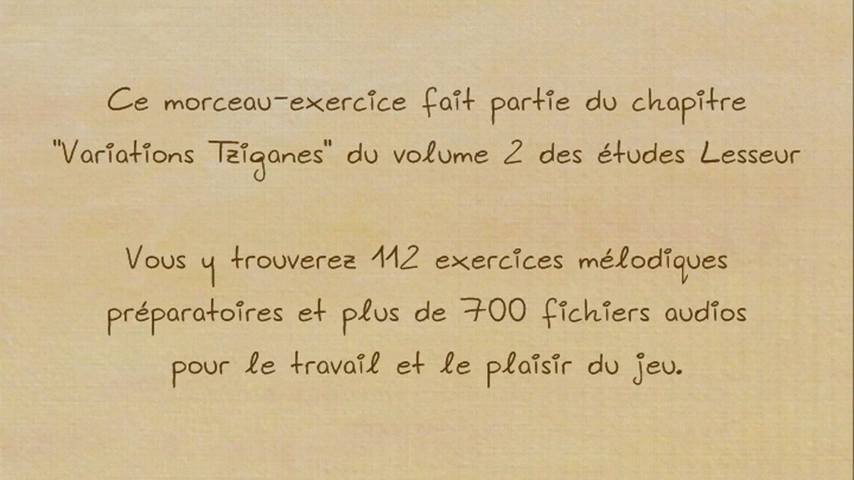 Ce morceau-exercice fait partie du chapitre
"Variations Tziganes" du volume 2 des études Lesseur
Vous y trouverez 112 exercices mélodiques
préparatoires et plus de 700 fichiers audios
pour le travail et le plaisir du jeu.